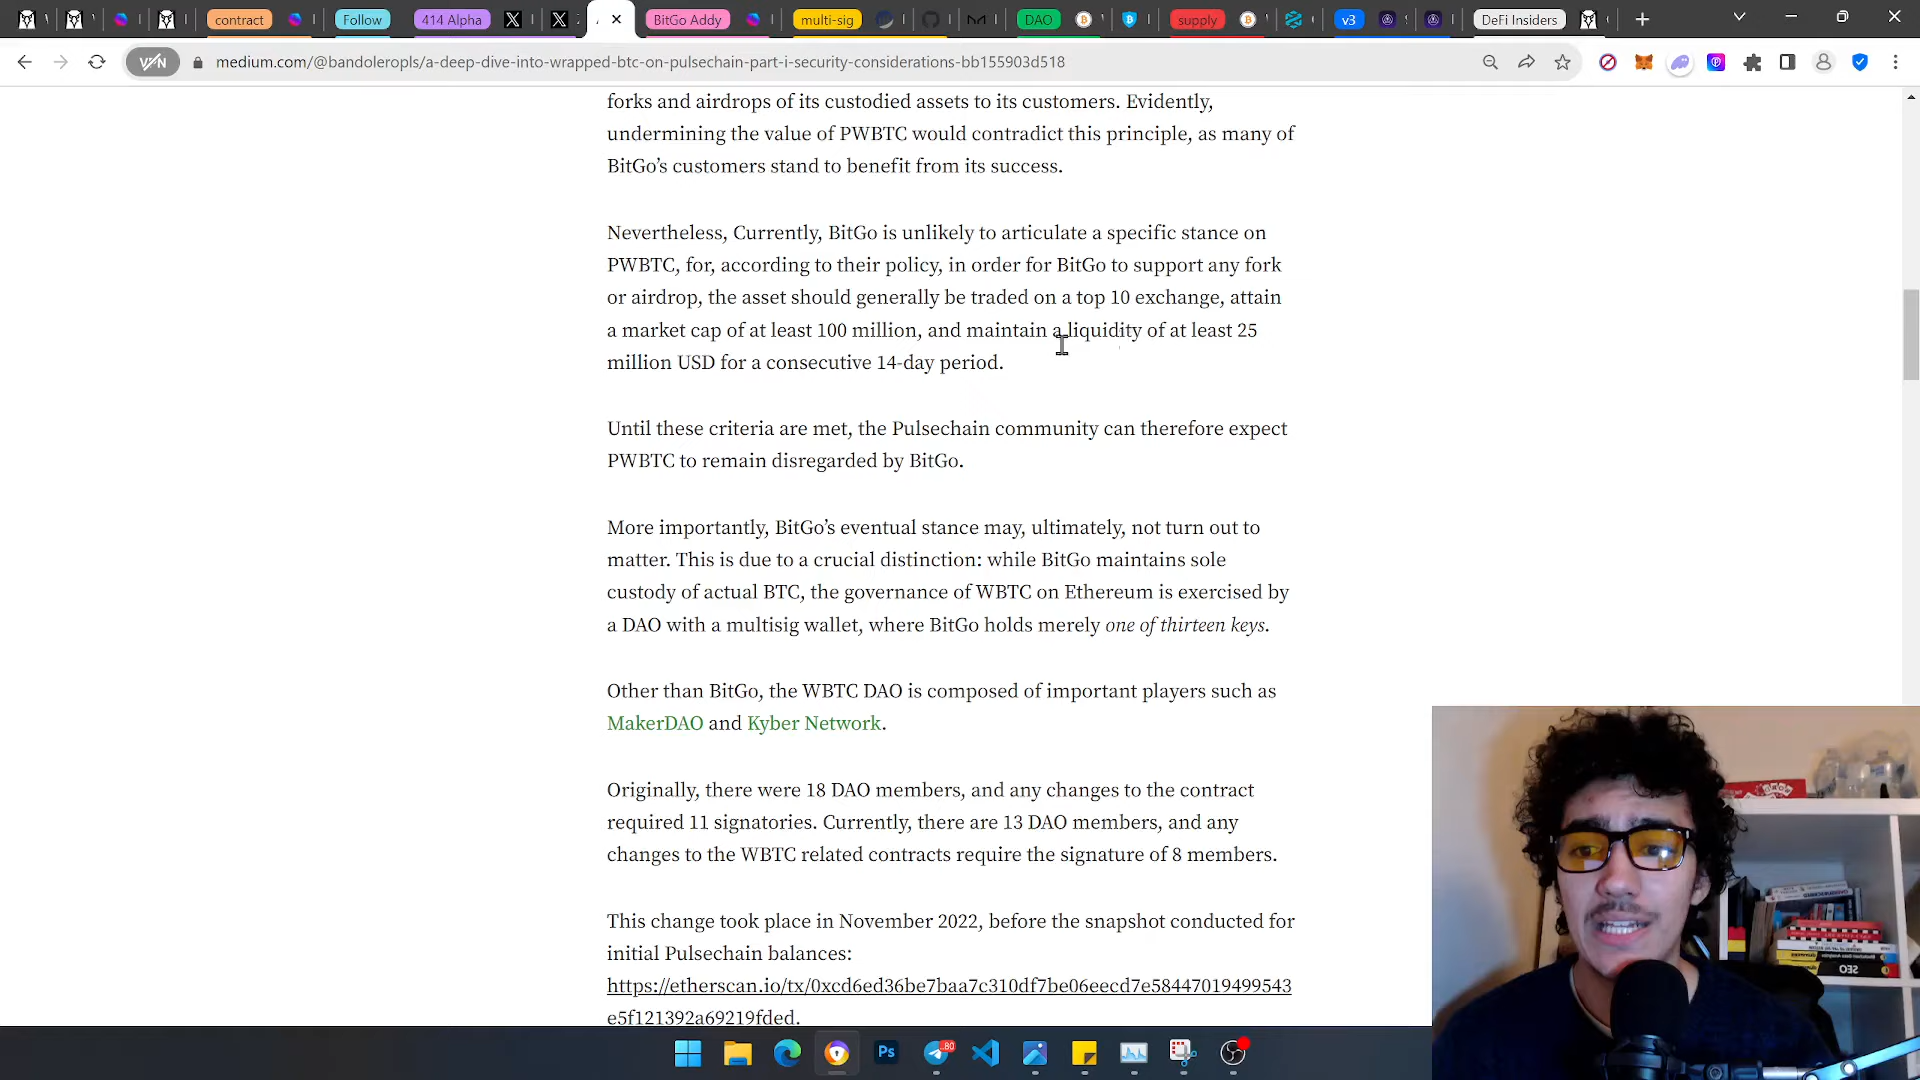 contract
Follow
414 Alpha
BitGo Addy
multi-sig
DAO
supply
v3
DeFi Insiders
VPN
medium.com/@bandoleropls/a-deep-dive-into-wrapped-btc-on-pulsechain-part-i-security-considerations-bb155903d518
forks and airdrops of its custodied assets to its customers. Evidently,
undermining the value of PWBTC would contradict this principle, as many of
BitGo’s customers stand to benefit from its success.
Nevertheless, Currently, BitGo is unlikely to articulate a specific stance on
PWBTC, for, according to their policy, in order for BitGo to support any fork
or airdrop, the asset should generally be traded on a top 10 exchange, attain
a market cap of at least 100 million, and maintain a liquidity of at least 25
million USD for a consecutive 14-day period.
Until these criteria are met, the Pulsechain community can therefore expect
PWBTC to remain disregarded by BitGo.
More importantly, BitGo’s eventual stance may, ultimately, not turn out to
matter. This is due to a crucial distinction: while BitGo maintains sole
custody of actual BTC, the governance of WBTC on Ethereum is exercised by
a DAO with a multisig wallet, where BitGo holds merely one of thirteen keys.
Other than BitGo, the WBTC DAO is composed of important players such as
MakerDAO and Kyber Network.
Originally, there were 18 DAO members, and any changes to the contract
required 11 signatories. Currently, there are 13 DAO members, and any
changes to the WBTC related contracts require the signature of 8 members.
This change took place in November 2022, before the snapshot conducted for
initial Pulsechain balances:
https://etherscan.io/tx/0xcd6ed36be7baa7c310df7be06eecd7e58447019499543
e5f121392a69219fded.
SEO
Ps
80